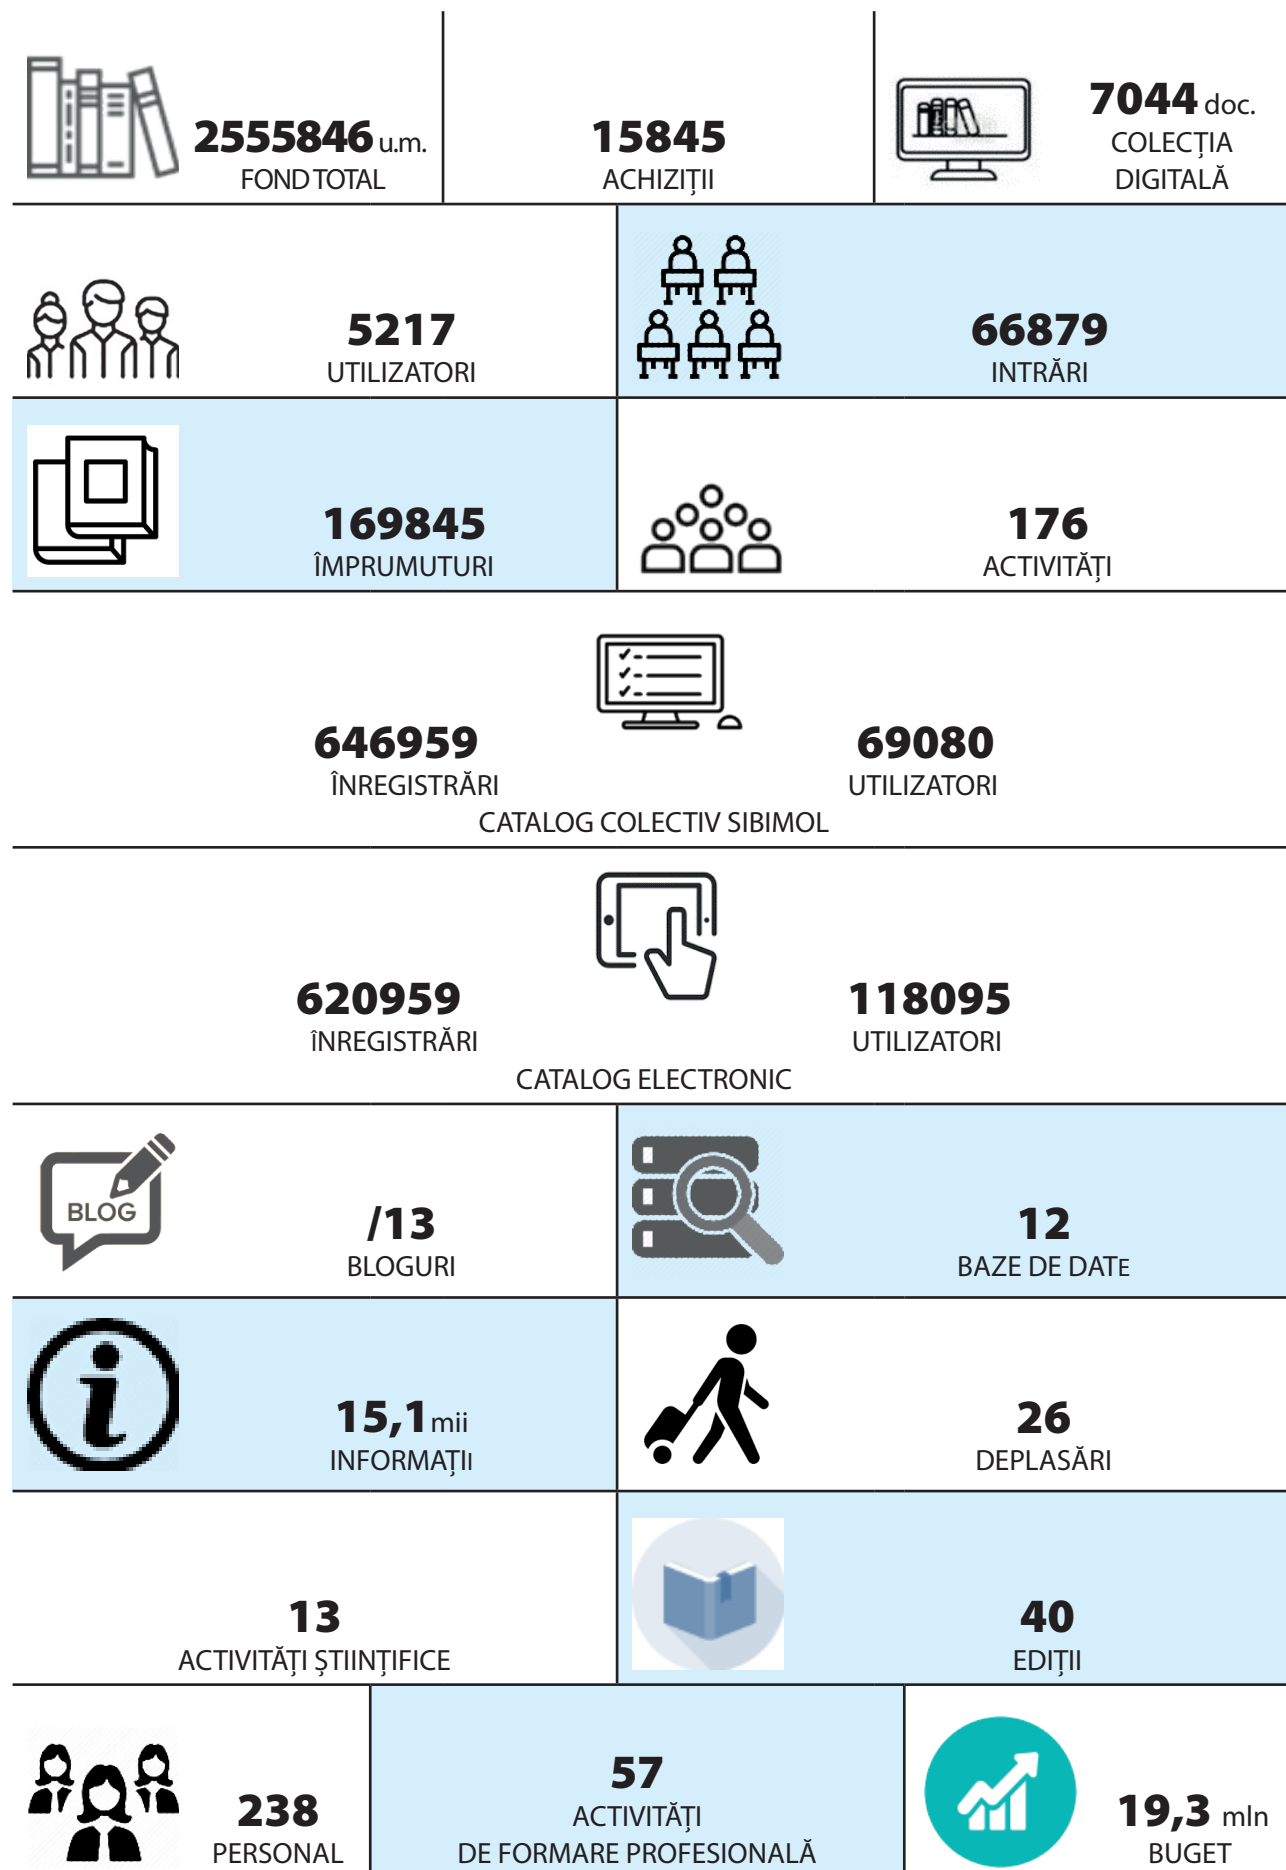 2555846 u.m.
FOND TOTAL
15845
ACHIZIȚII
7044 doc.
COLECȚIA
DIGITALĂ
5217
UTILIZATORI
66879
INTRĂRI
169845
ÎMPRUMUTURI
176
ACTIVITĂȚI
646959
ÎNREGISTRĂRI
69080
UTILIZATORI
CATALOG COLECTIV SIBIMOL
620959
ÎNREGISTRĂRI
118095
UTILIZATORI
CATALOG ELECTRONIC
BLOG
/13
BLOGURI
12
BAZE DE DATE
15,1 mii
INFORMAȚII
26
DEPLASĂRI
13
ACTIVITĂȚI ȘTIINȚIFICE
40
EDIȚII
238
PERSONAL
57
ACTIVITĂȚI
DE FORMARE PROFESIONALĂ
19,3 mln
BUGET